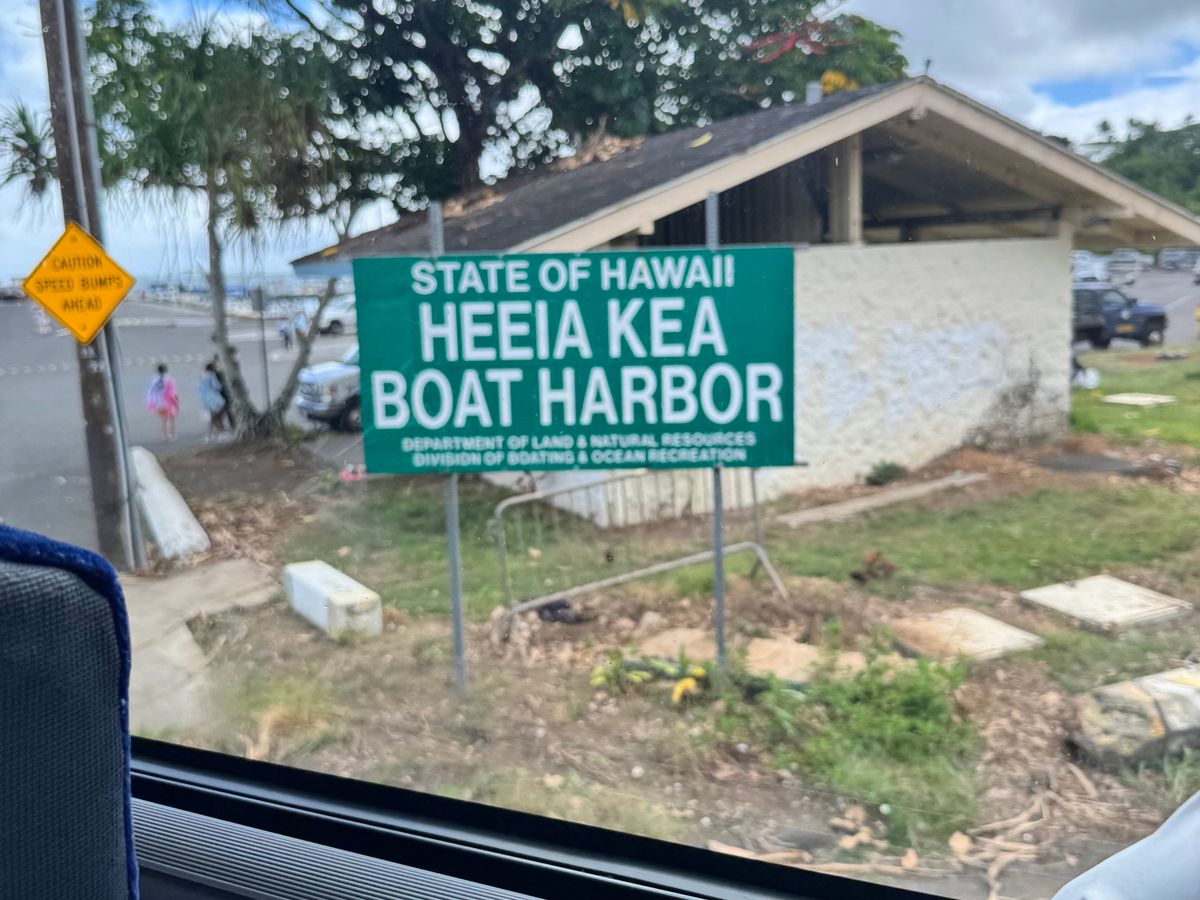 CAUTION
SPEED BUMPS
AHEAD
STATE OF HAWAII
HEEIA KEA
BOAT HARBOR
DEPARTMENT OF LAND & NATURAL RESOURCES
DIVISION OF BOATING & OCEAN RECREATION